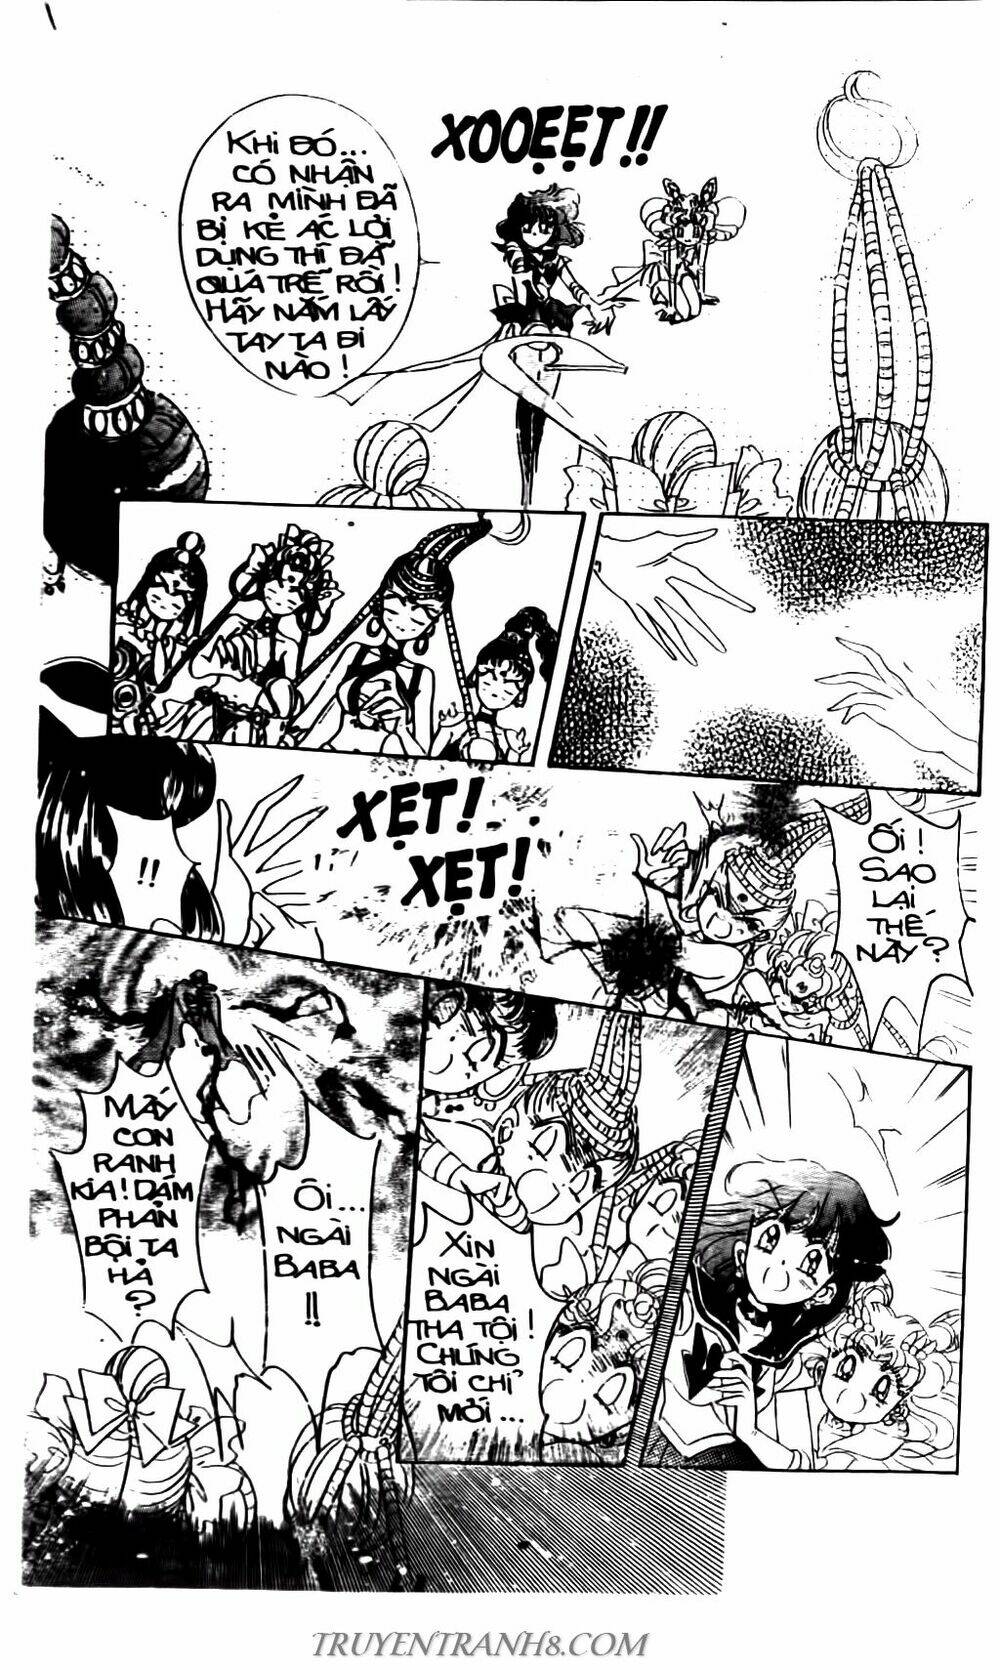 XOOẸẸT!!
KHI ĐÓ...
CÓ NHẬN
RA MÌNH ĐÃ
BỊ KẺ ÁC LỢI
DỤNG THÌ ĐÃ
QUÁ TRỄ RỒI!
HÃY NẮM LẤY
TAY TA ĐI
NÀO!
!!
XẸT!
XẸT!
ỐI!
SAO
LẠI
THẾ
NÀY?
MẤY
CON
RANH
KIA! DÁM
PHẢN
BỘI TA
HẢ?
ÔI...
NGÀI
BABA
!!
XIN
NGÀI
BABA
THA TỘI!
CHÚNG
TÔI CHỈ
MỚI...
TRUYENTRANH8.COM